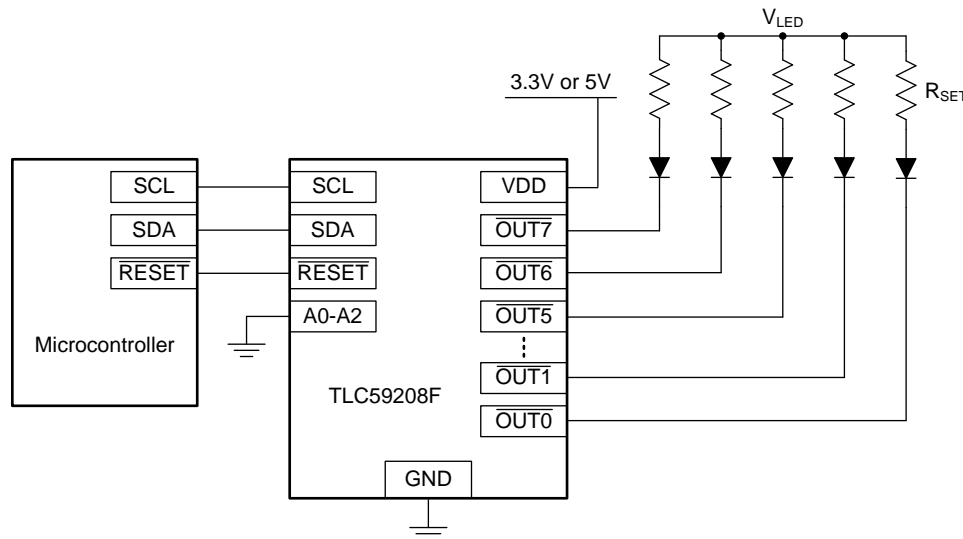 V_LED
3.3V or 5V
R_SET
SCL
SDA
RESET
Microcontroller
SCL
SDA
RESET
A0-A2
TLC59208F
GND
VDD
OUT7
OUT6
OUT5
OUT1
OUT0